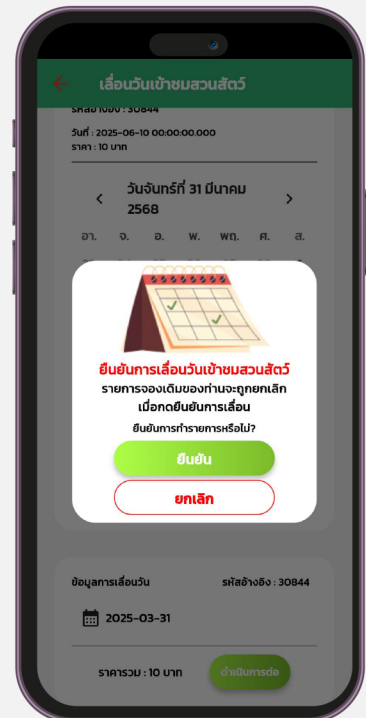 เลื่อนวันเข้าชมสวนสัตว์
รหัสอ้างอิง : 30844
วันที่ : 2025-06-10 00:00:00.000
ราคา : 10 บาท
วันจันทร์ที่ 31 มีนาคม
2568
อา. จ. อ. พ. พฤ. ศ. ส.
ยืนยันการเลื่อนวันเข้าชมสวนสัตว์
รายการจองเดิมของท่านจะถูกยกเลิก
เมื่อกดยืนยันการเลื่อน
ยืนยันการทำรายการหรือไม่?
ยืนยัน
ยกเลิก
ข้อมูลการเลื่อนวัน รหัสอ้างอิง : 30844
2025-03-31
ราคารวม : 10 บาท ดำเนินการต่อ